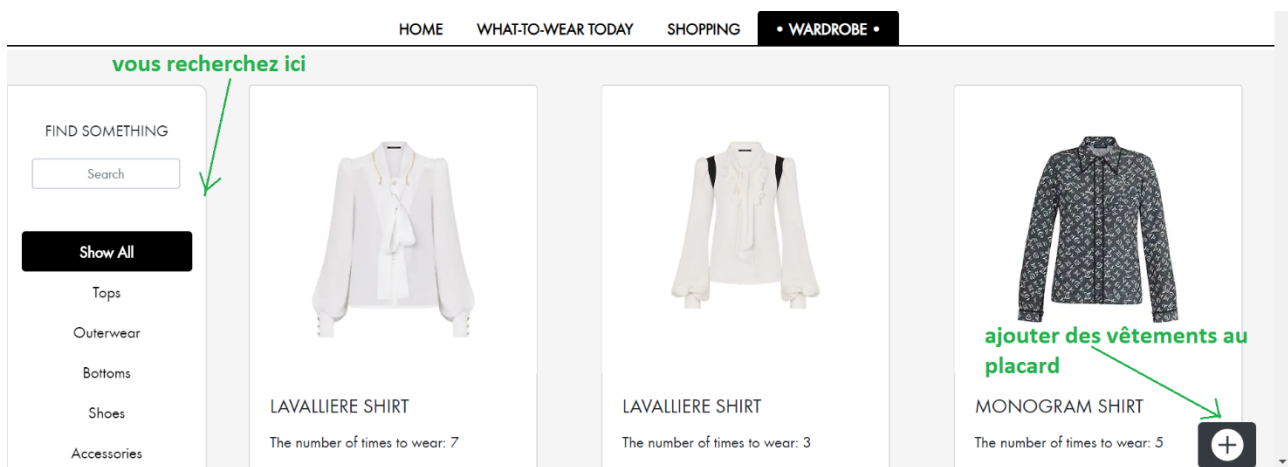 HOME WHAT-TO-WEAR TODAY SHOPPING • WARDROBE •
vous recherchez ici
FIND SOMETHING
Search
Show All
Tops
Outerwear
Bottoms
Shoes
Accessories
LAVALLIERE SHIRT
The number of times to wear: 7
LAVALLIERE SHIRT
The number of times to wear: 3
ajouter des vêtements au
placard
MONOGRAM SHIRT
The number of times to wear: 5